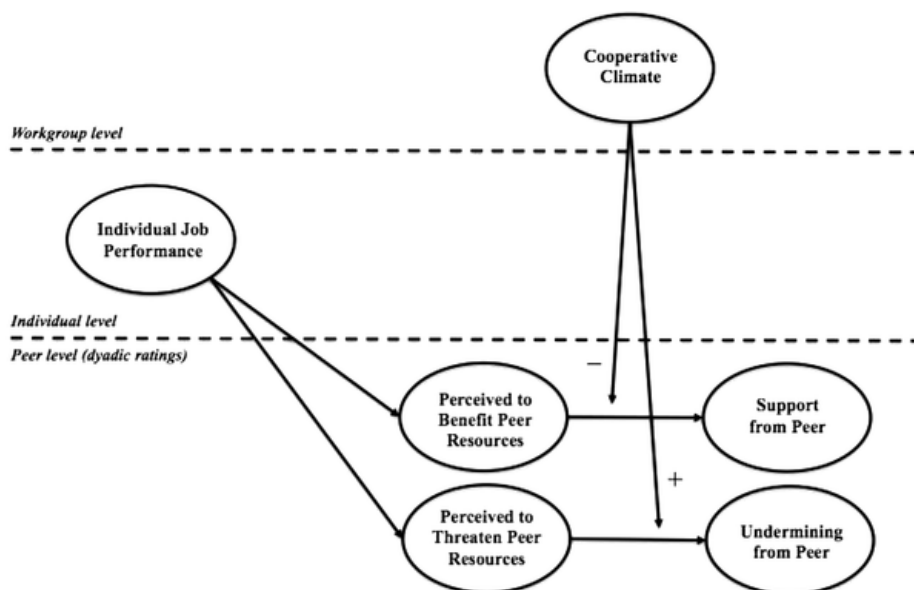 Cooperative
Climate
Workgroup level
Individual Job
Performance
Individual level
Peer level (dyadic ratings)
−
Perceived to
Benefit Peer
Resources
Support
from Peer
+
Perceived to
Threaten Peer
Resources
Undermining
from Peer